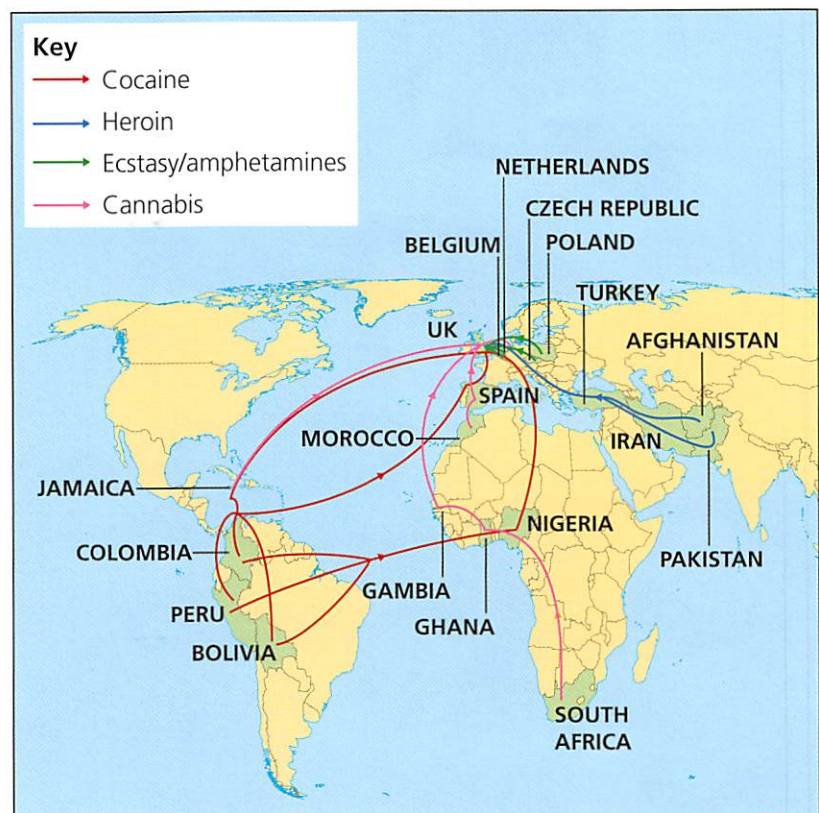 Key
Cocaine
Heroin
Ecstasy/amphetamines
Cannabis
NETHERLANDS
CZECH REPUBLIC
BELGIUM
POLAND
TURKEY
UK
AFGHANISTAN
SPAIN
MOROCCO
IRAN
JAMAICA
NIGERIA
COLOMBIA
PAKISTAN
GAMBIA
PERU
GHANA
BOLIVIA
SOUTH
AFRICA